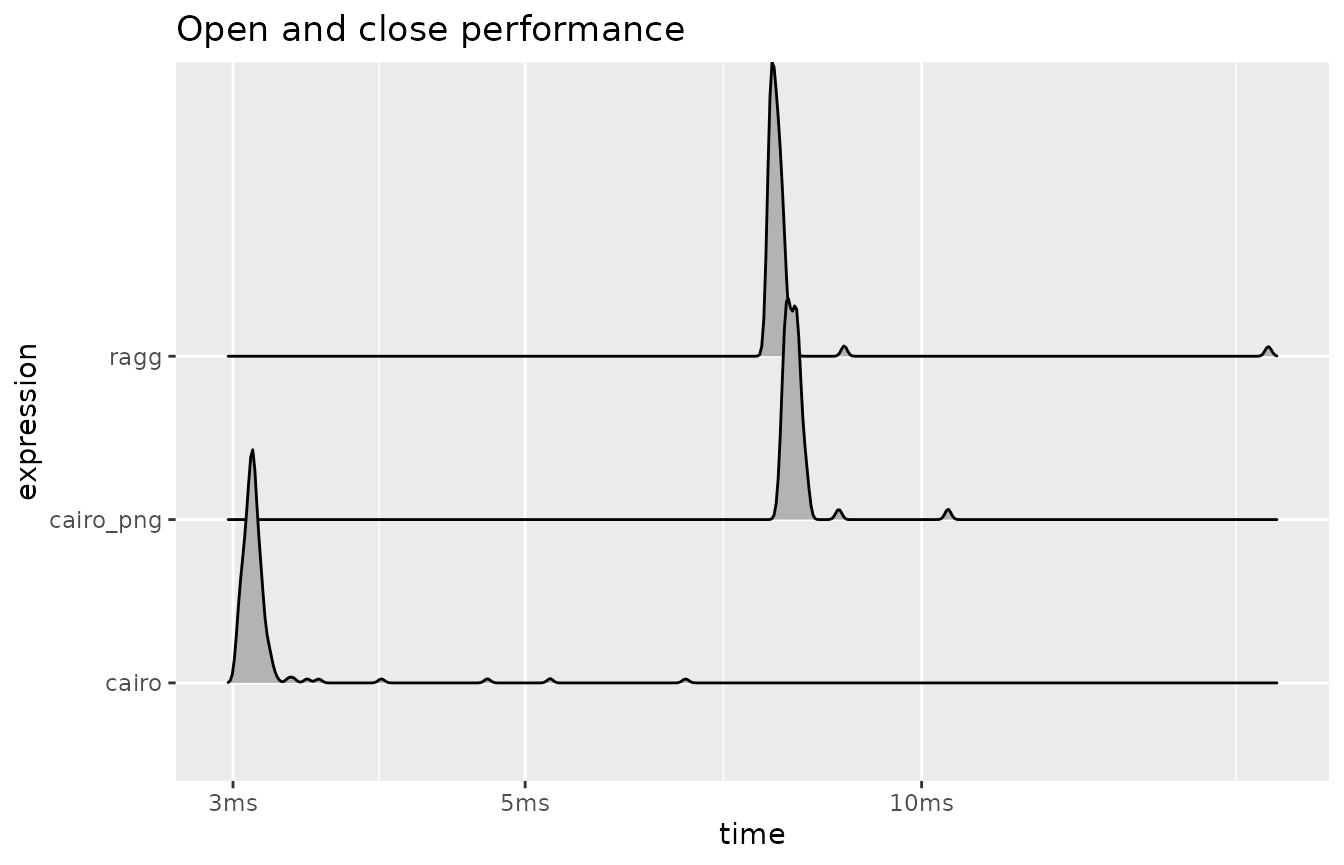 Open and close performance
expression
ragg
cairo_png
cairo
3ms 5ms 10ms
time